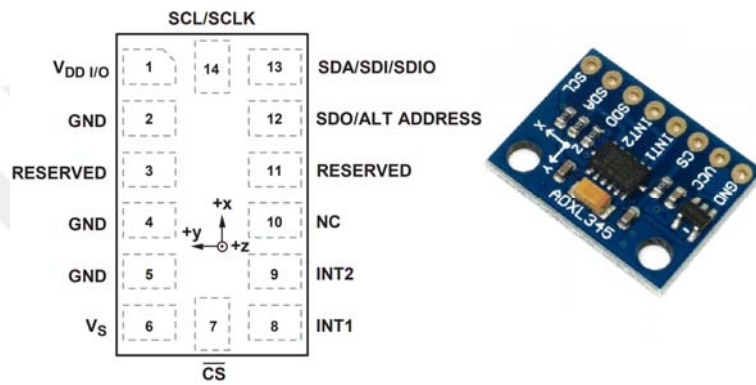 SCL/SCLK
VDD I/O 1 14 13 SDA/SDI/SDIO
GND 2 12 SDO/ALT ADDRESS
RESERVED 3 11 RESERVED
GND 4 10 NC
+x
+y
+z
GND 5 9 INT2
VS 6 7 8 INT1
CS
SCL
SDA
SDO
INT2
INT1
CS
VCC
GND
X
Y
Z
ADXL345